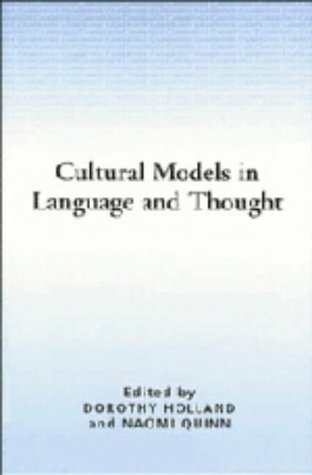 Cultural Models in
Language and Thought
Edited by
DOROTHY HOLLAND
and NAOMI QUINN